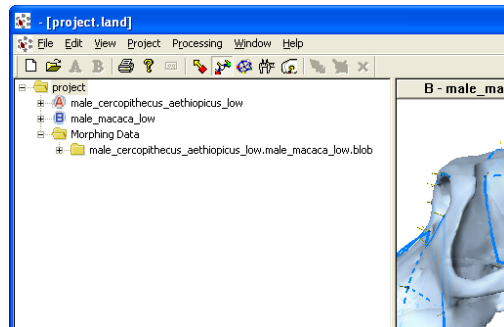 - [project.land]
File Edit View Project Processing Window Help
A B
project
A male_cercopithecus_aethiopicus_low
B male_macaca_low
Morphing Data
male_cercopithecus_aethiopicus_low.male_macaca_low.blob
B - male_ma